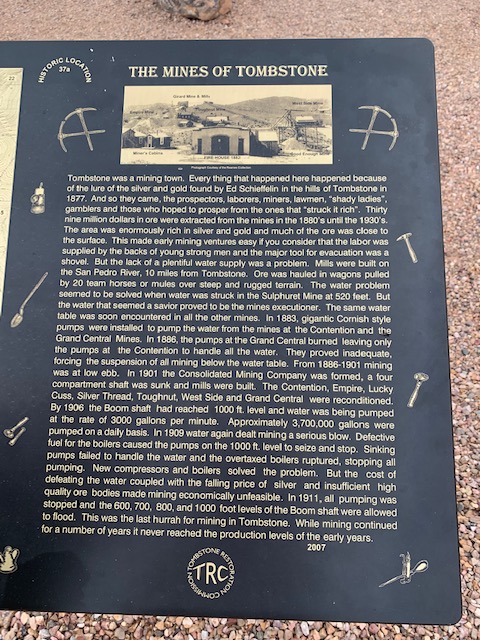 22
HISTORIC LOCATION
37a
THE MINES OF TOMBSTONE
Girard Mine & Mills
Empire Mine
West Side Mine
Miner's Cabins
FIRE HOUSE 1880
Good Enough Mine
Tombstone was a mining town. Every thing that happened here happened because
of the lure of the silver and gold found by Ed Schieffelin in the hills of Tombstone in
1877. And so they came, the prospectors, laborers, miners, lawmen, "shady ladies",
gamblers and those who hoped to prosper from the ones that "struck it rich". Thirty
nine million dollars in ore were extracted from the mines in the 1880's until the 1930's.
The area was enormously rich in silver and gold and much of the ore was close to
the surface. This made early mining ventures easy if you consider that the labor was
supplied by the backs of young strong men and the major tool for evacuation was a
shovel. But the lack of a plentiful water supply was a problem. Mills were built on
the San Pedro River, 10 miles from Tombstone. Ore was hauled in wagons pulled
by 20 team horses or mules over steep and rugged terrain. The water problem
seemed to be solved when water was struck in the Sulphuret Mine at 520 feet. But
the water that seemed a savior proved to be the mines executioner. The same water
table was soon encountered in all the other mines. In 1883, gigantic Cornish style
pumps were installed to pump the water from the mines at the Contention and the
Grand Central Mines. In 1886, the pumps at the Grand Central burned leaving only
the pumps at the Contention to handle all the water. They proved inadequate,
forcing the suspension of all mining below the water table. From 1886-1901 mining
was at low ebb. In 1901 the Consolidated Mining Company was formed, a four
compartment shaft was sunk and mills were built. The Contention, Empire, Lucky
Cuss, Silver Thread, Toughnut, West Side and Grand Central were reconditioned.
By 1906 the Boom shaft had reached 1000 ft. level and water was being pumped
at the rate of 3000 gallons per minute. Approximately 3,700,000 gallons were
pumped on a daily basis. In 1909 water again dealt mining a serious blow. Defective
fuel for the boilers caused the pumps on the 1000 ft. level to seize and stop. Sinking
pumps failed to handle the water and the overtaxed boilers ruptured, stopping all
pumping. New compressors and boilers solved the problem. But the cost of
defeating the water coupled with the falling price of silver and insufficient high
quality ore bodies made mining economically unfeasible. In 1911, all pumping was
stopped and the 600, 700, 800, and 1000 foot levels of the Boom shaft were allowed
to flood. This was the last hurrah for mining in Tombstone. While mining continued
for a number of years it never reached the production levels of the early years.
2007
TOMBSTONE RESTORATION COMMISSION
TRC